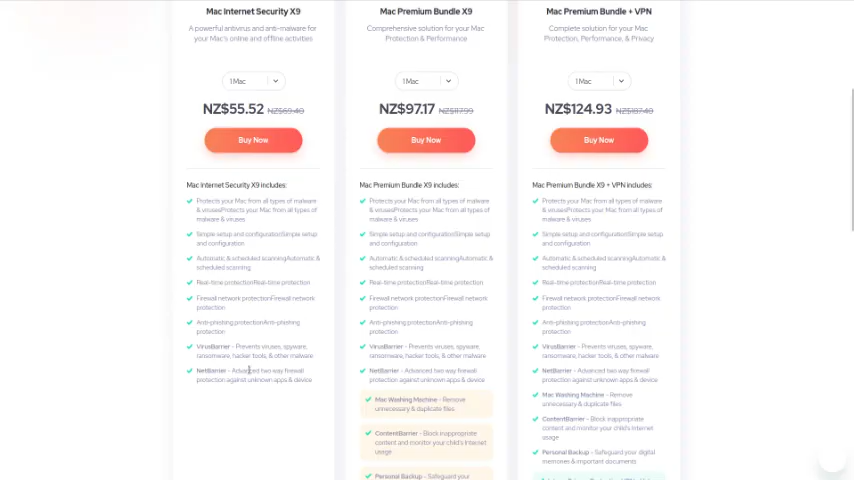 Mac Internet Security X9
A powerful antivirus and anti-malware for
your Mac's online and offline activities
1 Mac
NZ$55.52 NZ$69.40
Buy Now
Mac Internet Security X9 includes:
Protects your Mac from all types of malware
& virusesProtects your Mac from all types of
malware & viruses
Simple setup and configurationSimple setup
and configuration
Automatic & scheduled scanningAutomatic &
scheduled scanning
Real-time protectionReal-time protection
Firewall network protectionFirewall network
protection
Anti-phishing protectionAnti-phishing
protection
VirusBarrier - Prevents viruses, spyware,
ransomware, hacker tools, & other malware
NetBarrier - Advanced two way firewall
protection against unknown apps & device
Mac Premium Bundle X9
Comprehensive solution for your Mac
Protection & Performance
1 Mac
NZ$97.17 NZ$117.99
Buy Now
Mac Premium Bundle X9 includes:
Protects your Mac from all types of malware
& virusesProtects your Mac from all types of
malware & viruses
Simple setup and configurationSimple setup
and configuration
Automatic & scheduled scanningAutomatic &
scheduled scanning
Real-time protectionReal-time protection
Firewall network protectionFirewall network
protection
Anti-phishing protectionAnti-phishing
protection
VirusBarrier - Prevents viruses, spyware,
ransomware, hacker tools, & other malware
NetBarrier - Advanced two way firewall
protection against unknown apps & device
Mac Washing Machine - Remove
unnecessary & duplicate files
ContentBarrier - Block inappropriate
content and monitor your child's Internet
usage
Personal Backup - Safeguard your
Mac Premium Bundle + VPN
Complete solution for your Mac
Protection, Performance, & Privacy
1 Mac
NZ$124.93
Buy Now
Mac Premium Bundle X9 + VPN includes:
Protects your Mac from all types of malware
& virusesProtects your Mac from all types of
malware & viruses
Simple setup and configurationSimple setup
and configuration
Automatic & scheduled scanningAutomatic &
scheduled scanning
Real-time protectionReal-time protection
Firewall network protectionFirewall network
protection
Anti-phishing protectionAnti-phishing
protection
VirusBarrier - Prevents viruses, spyware,
ransomware, hacker tools, & other malware
NetBarrier - Advanced two way firewall
protection against unknown apps & device
Mac Washing Machine - Remove
unnecessary & duplicate files
ContentBarrier - Block inappropriate
content and monitor your child's Internet
usage
Personal Backup - Safeguard your digital
memories & important documents